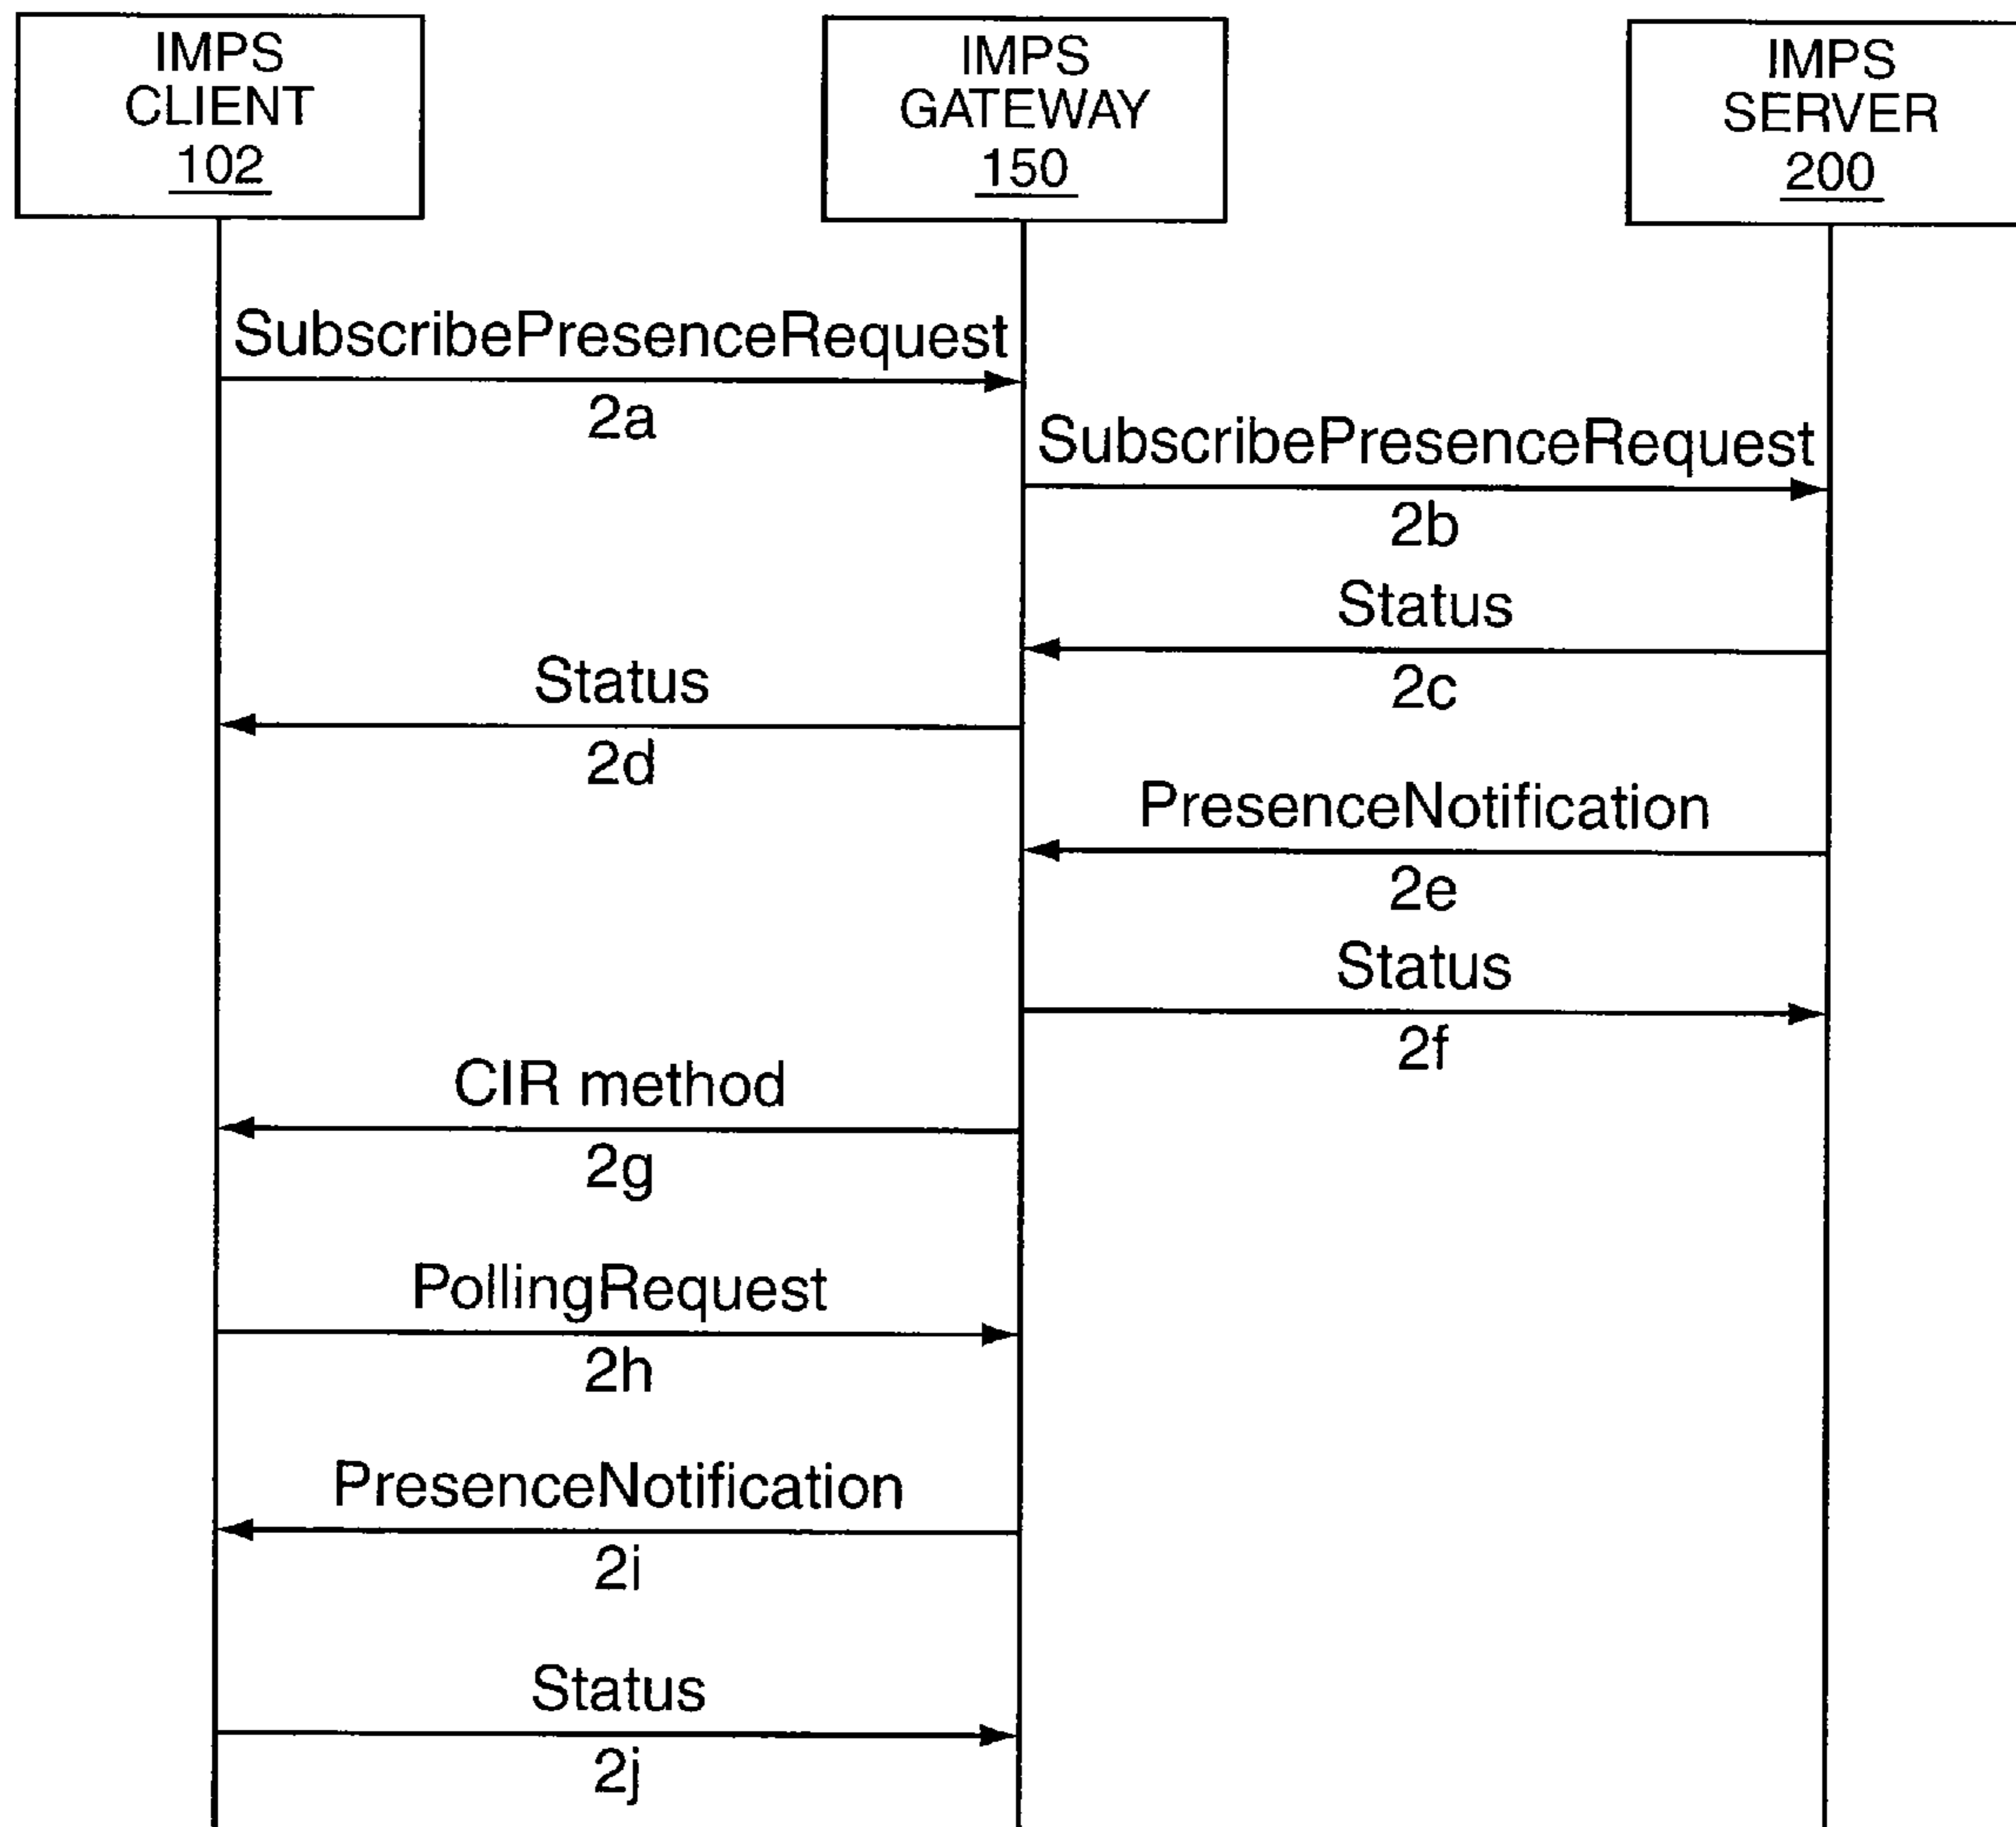 IMPS
CLIENT
102
IMPS
GATEWAY
150
IMPS
SERVER
200
SubscribePresenceRequest
2a
SubscribePresenceRequest
2b
Status
2c
Status
2d
PresenceNotification
2e
Status
2f
CIR method
2g
PollingRequest
2h
PresenceNotification
2i
Status
2j